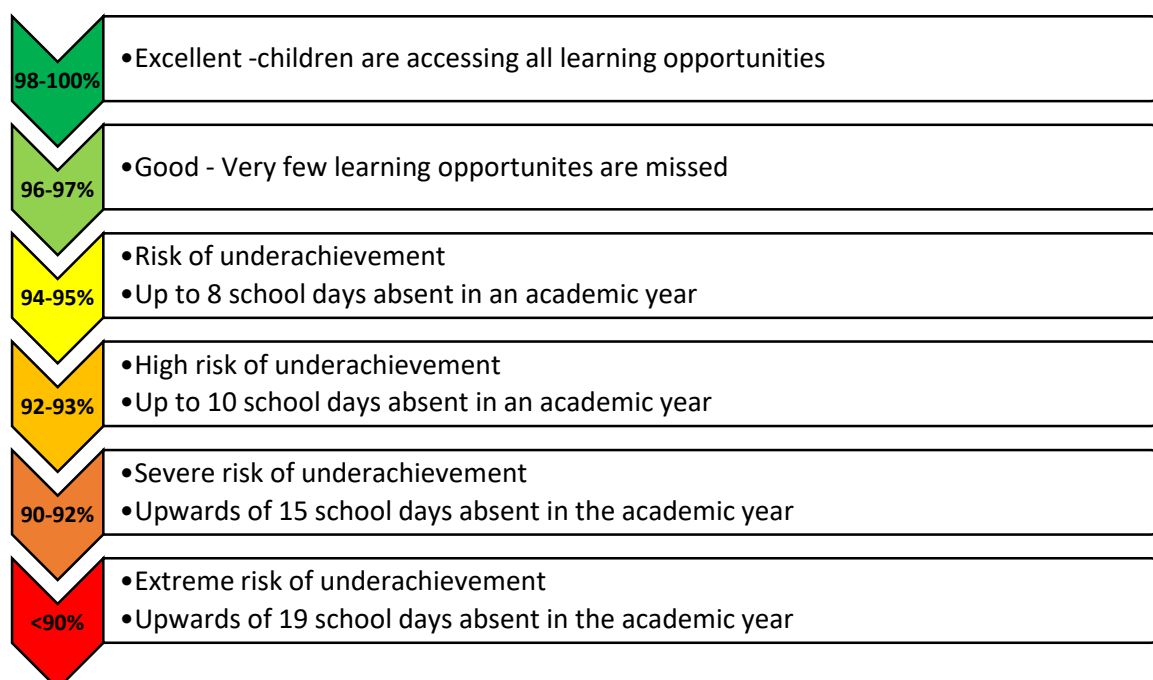 98-100%
•Excellent -children are accessing all learning opportunities
96-97%
•Good - Very few learning opportunites are missed
94-95%
•Risk of underachievement
•Up to 8 school days absent in an academic year
92-93%
•High risk of underachievement
•Up to 10 school days absent in an academic year
90-92%
•Severe risk of underachievement
•Upwards of 15 school days absent in the academic year
<90%
•Extreme risk of underachievement
•Upwards of 19 school days absent in the academic year